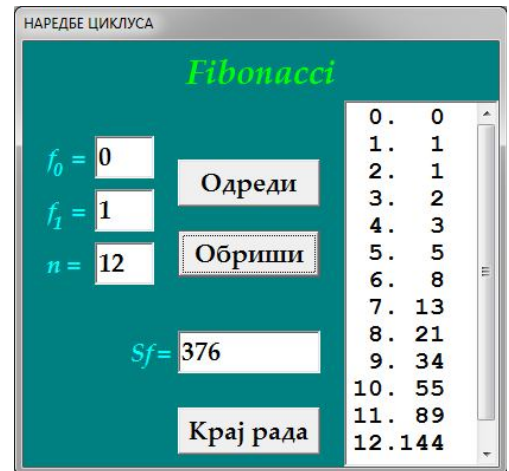 НАРЕДБЕ ЦИКЛУСА
Fibonacci
f0 = 0
f1 = 1
n = 12
Одреди
Обриши
Sf= 376
Крај рада
0. 0
1. 1
2. 1
3. 2
4. 3
5. 5
6. 8
7. 13
8. 21
9. 34
10. 55
11. 89
12.144